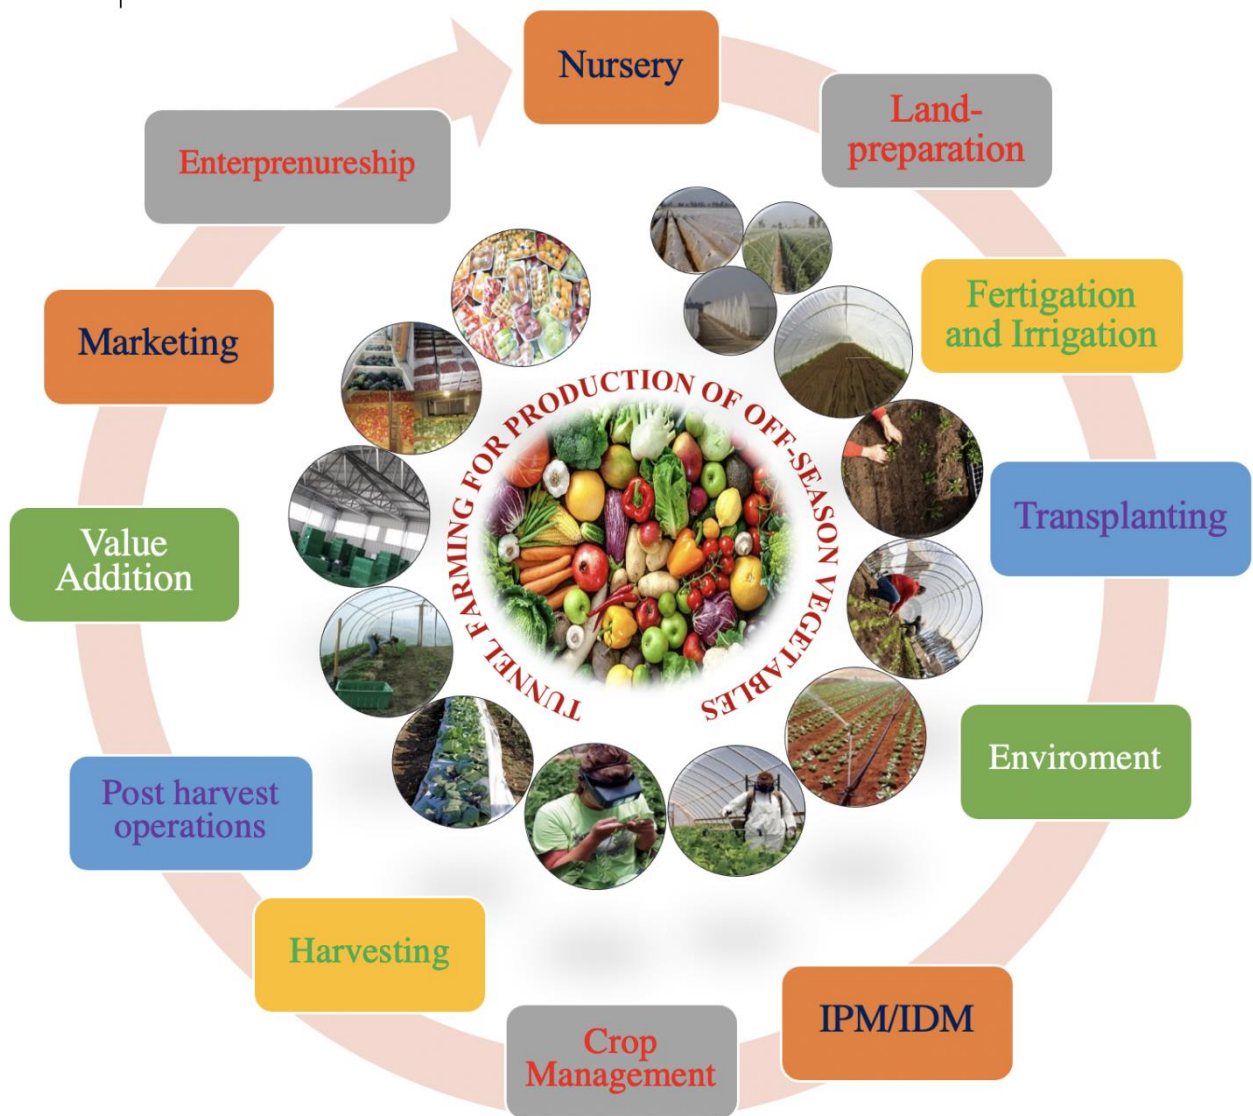 Nursery
Land-
preparation
Fertigation
and Irrigation
Transplanting
Enviroment
IPM/IDM
Crop
Management
Harvesting
Post harvest
operations
Value
Addition
Marketing
Enterprenureship
TUNNEL FARMING FOR PRODUCTION OF OFF-SEASON VEGETABLES